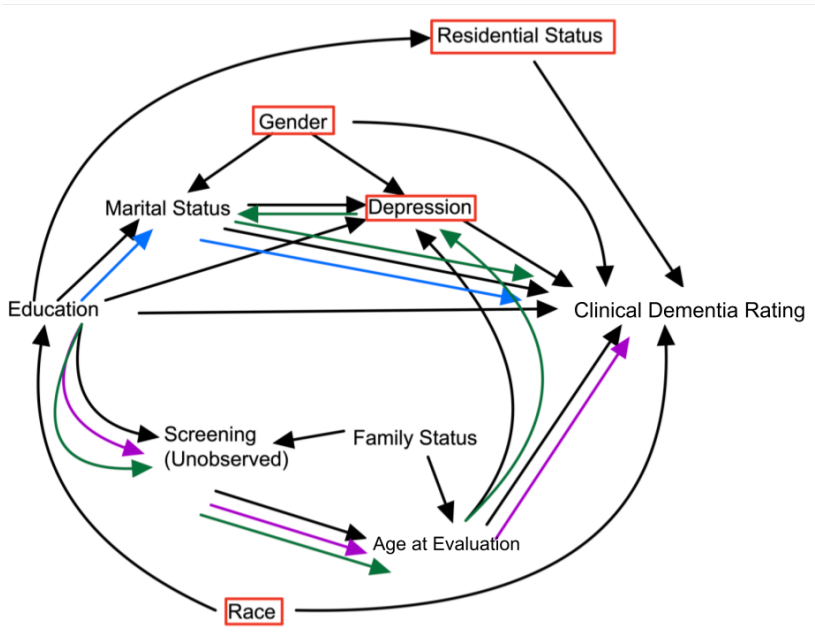 Residential Status
Gender
Marital Status
Depression
Education
Clinical Dementia Rating
Screening
(Unobserved)
Family Status
Age at Evaluation
Race